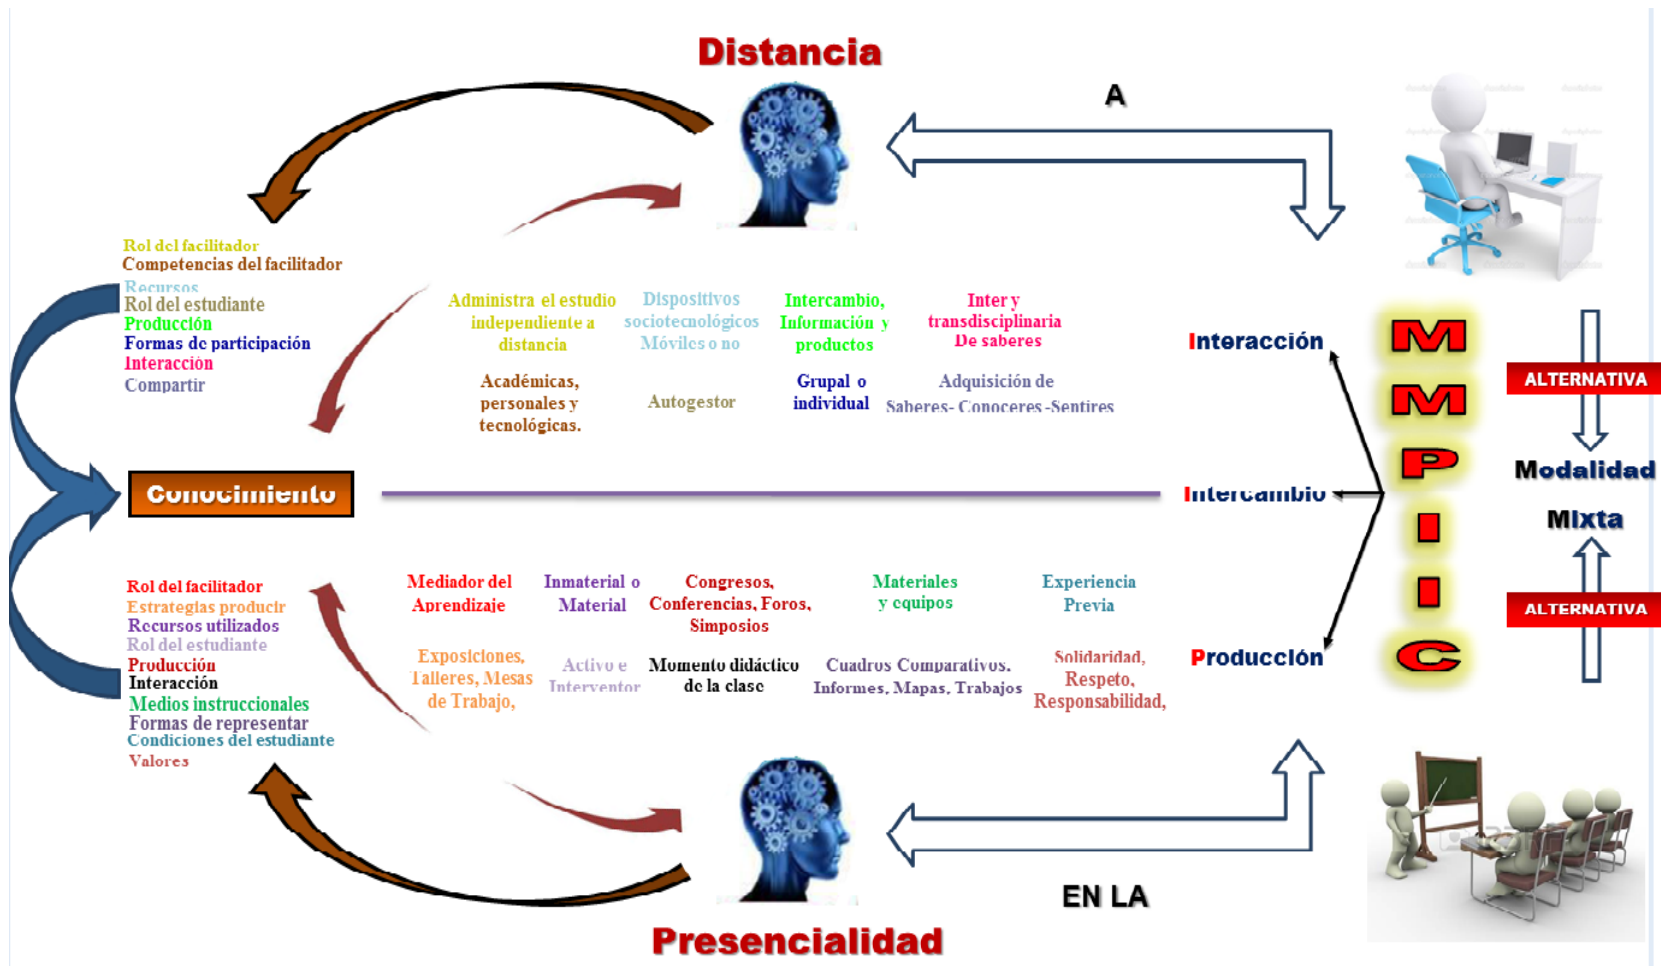 Distancia
A
Rol del facilitador
Competencias del facilitador
Recursos
Rol del estudiante
Producción
Formas de participación
Interacción
Compartir
Administra el estudio
independiente a
distancia
Dispositivos
sociotecnológicos
Móviles o no
Intercambio,
Información y
productos
Inter y
transdisciplinaria
De saberes
Académicas,
personales y
tecnológicas.
Autogestor
Grupal o
individual
Adquisición de
Saberes- Conoceres -Sentires
Interacción
Intercambio
Producción
M
M
P
I
I
C
ALTERNATIVA
Modalidad
MIxta
ALTERNATIVA
Conocimiento
Rol del facilitador
Estrategias producir
Recursos utilizados
Rol del estudiante
Producción
Interacción
Medios instruccionales
Formas de representar
Condiciones del estudiante
Valores
Mediador del
Aprendizaje
Inmaterial o
Material
Congresos,
Conferencias, Foros,
Simposios
Materiales
y equipos
Experiencia
Previa
Exposiciones,
Talleres, Mesas
de Trabajo,
Activo e
Interventor
Momento didáctico
de la clase
Cuadros Comparativos.
Informes, Mapas, Trabajos
Solidaridad,
Respeto,
Responsabilidad,
EN LA
Presencialidad